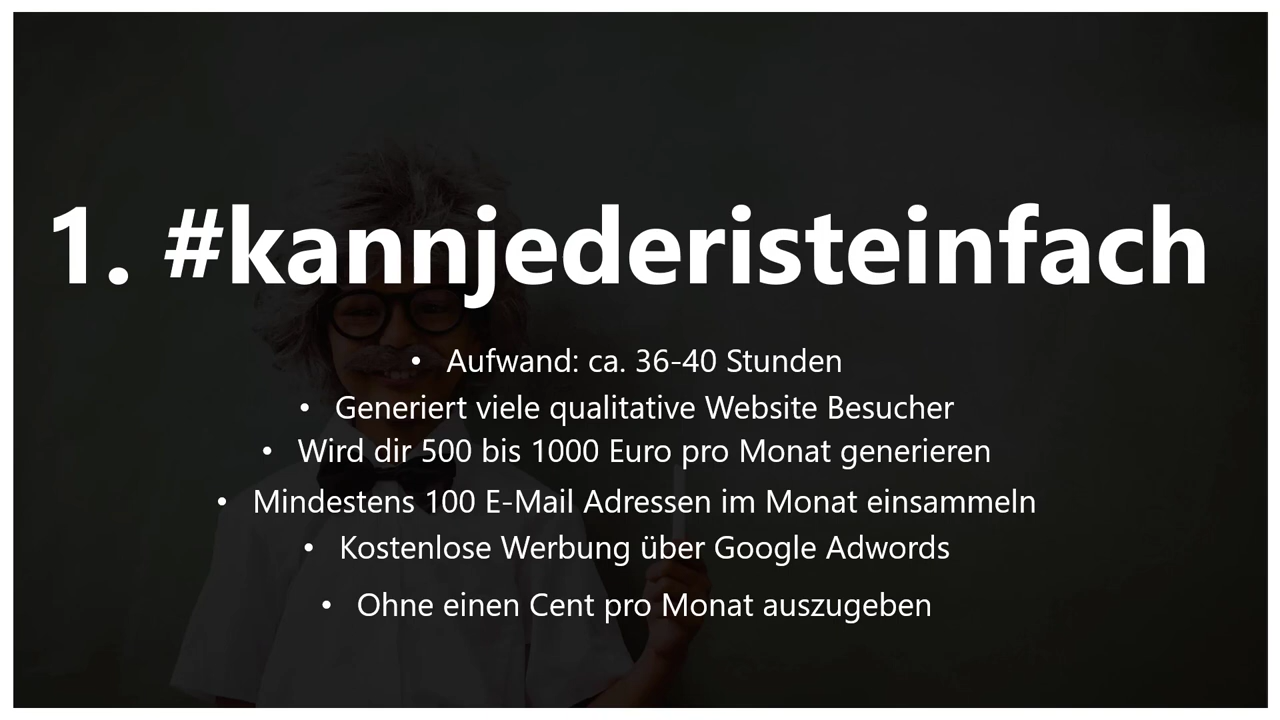 1. #kannjederisteinfach
• Aufwand: ca. 36-40 Stunden
• Generiert viele qualitative Website Besucher
• Wird dir 500 bis 1000 Euro pro Monat generieren
• Mindestens 100 E-Mail Adressen im Monat einsammeln
• Kostenlose Werbung über Google Adwords
• Ohne einen Cent pro Monat auszugeben